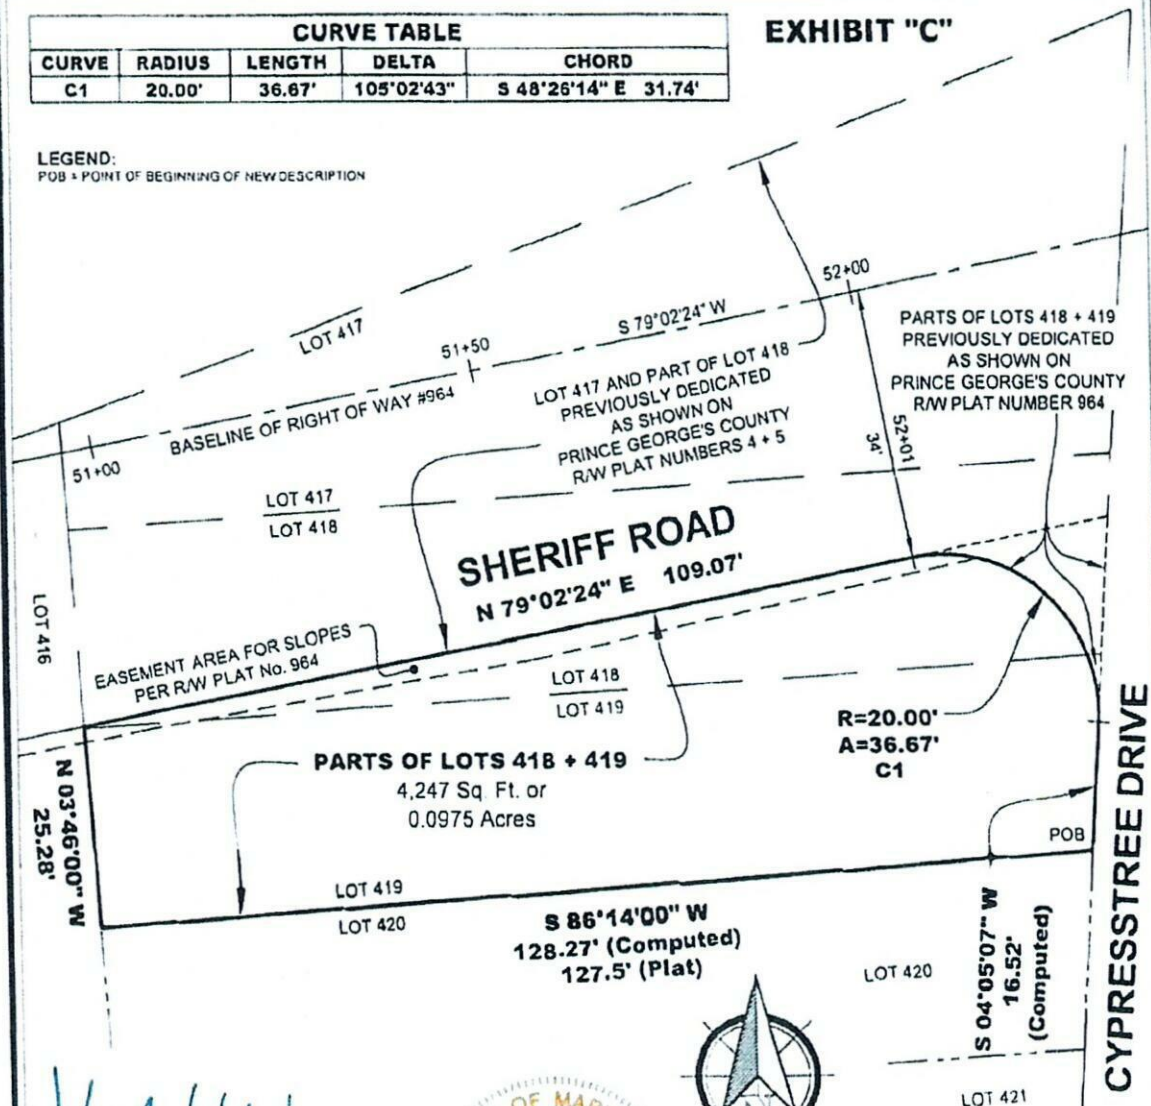 EXHIBIT "C"
CURVE TABLE
CURVE RADIUS LENGTH DELTA CHORD
C1 20.00' 36.67' 105°02'43" S 48°26'14" E 31.74'
LEGEND:
POB = POINT OF BEGINNING OF NEW DESCRIPTION
LOT 417
51+00
51+50
52+00
BASELINE OF RIGHT OF WAY #964
S 79°02'24" W
LOT 417 AND PART OF LOT 418
PREVIOUSLY DEDICATED
AS SHOWN ON
PRINCE GEORGE'S COUNTY
R/W PLAT NUMBERS 4 + 5
PARTS OF LOTS 418 + 419
PREVIOUSLY DEDICATED
AS SHOWN ON
PRINCE GEORGE'S COUNTY
R/W PLAT NUMBER 964
52+01
34'
LOT 417
LOT 418
SHERIFF ROAD
N 79°02'24" E 109.07'
LOT 416
EASEMENT AREA FOR SLOPES
PER R/W PLAT No. 964
LOT 418
LOT 419
R=20.00'
A=36.67'
C1
PARTS OF LOTS 418 + 419
4,247 Sq. Ft. or
0.0975 Acres
N 03°46'00" W
25.28'
POB
LOT 419
LOT 420
S 86°14'00" W
128.27' (Computed)
127.5' (Plat)
LOT 420
S 04°05'07" W
16.52'
(Computed)
CYPRESSTREE DRIVE
LOT 421
OF MAR